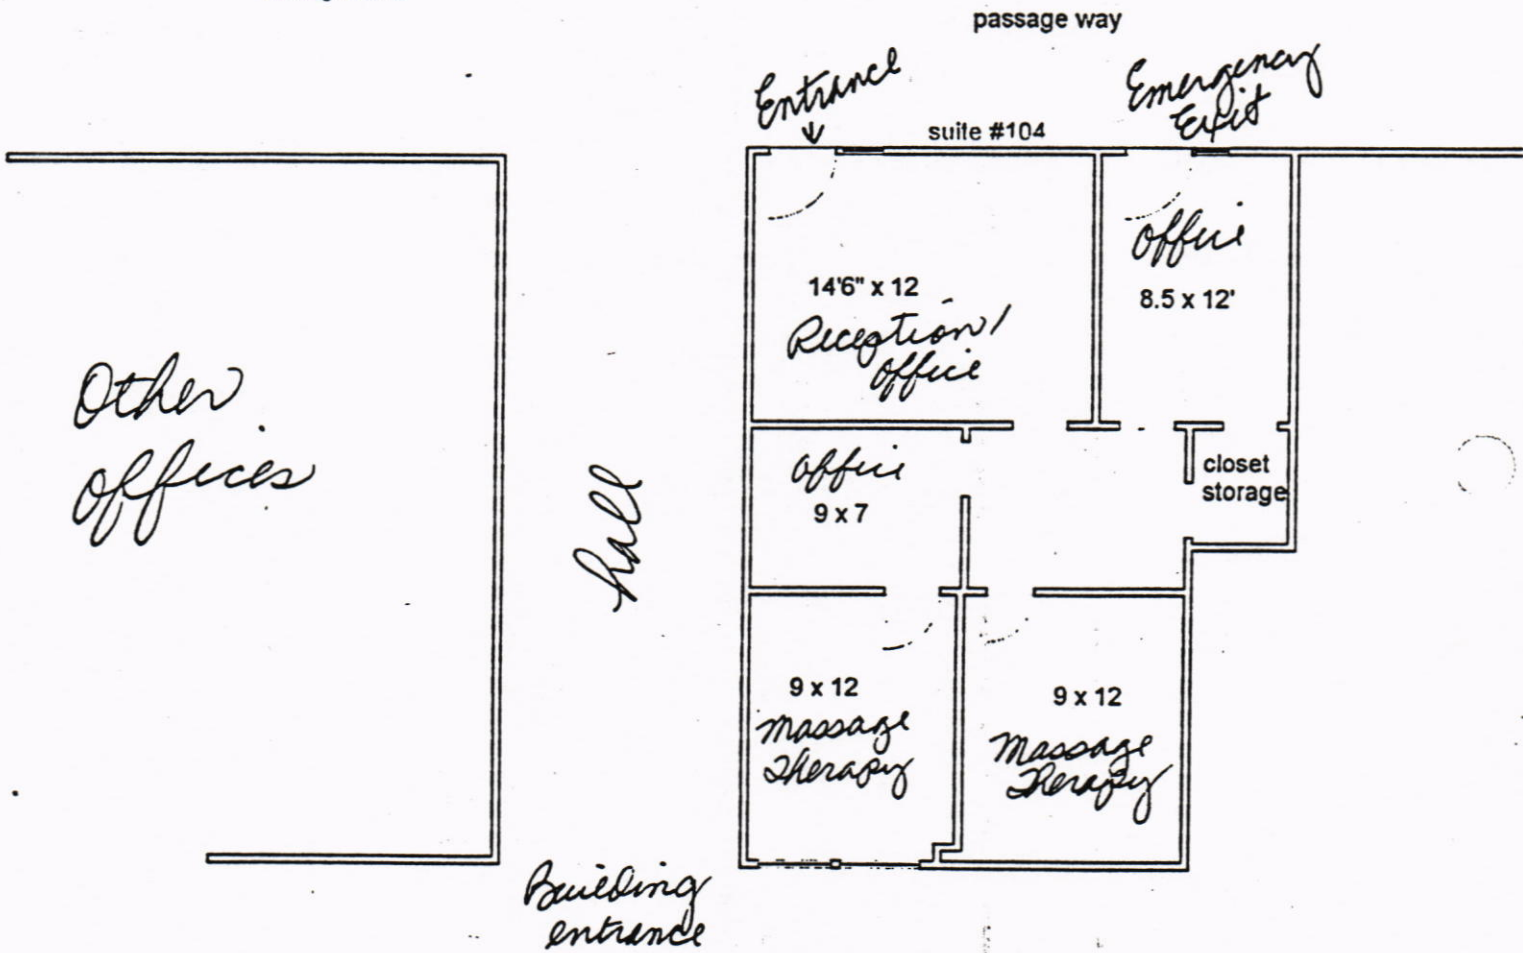 passage way
Entrance
Emergency
Exit
suite #104
Office
14'6" x 12
8.5 x 12'
Reception/
office
Other
offices
office
9 x 7
closet
storage
hall
9 x 12
Massage
Therapy
9 x 12
Massage
Therapy
Building
entrance